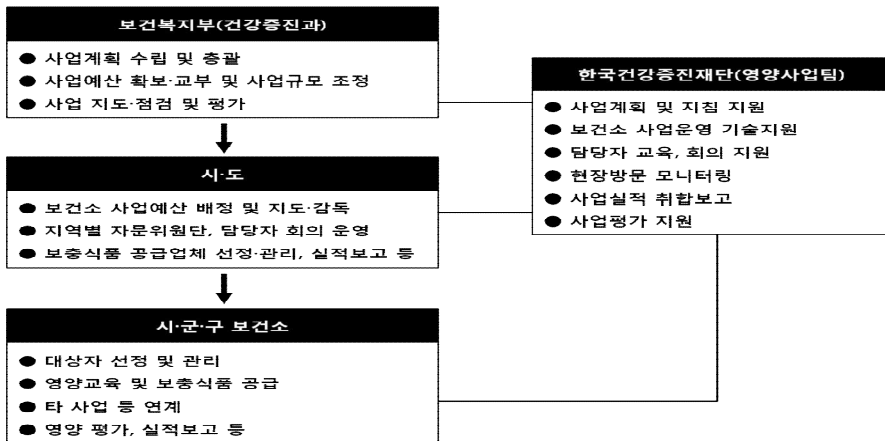 보건복지부(건강증진과)
● 사업계획 수립 및 총괄
● 사업예산 확보·교부 및 사업규모 조정
● 사업 지도·점검 및 평가
시·도
● 보건소 사업예산 배정 및 지도·감독
● 지역별 자문위원단, 담당자 회의 운영
● 보충식품 공급업체 선정·관리, 실적보고 등
시·군·구 보건소
● 대상자 선정 및 관리
● 영양교육 및 보충식품 공급
● 타 사업 등 연계
● 영양 평가, 실적보고 등
한국건강증진재단(영양사업팀)
● 사업계획 및 지침 지원
● 보건소 사업운영 기술지원
● 담당자 교육, 회의 지원
● 현장방문 모니터링
● 사업실적 취합보고
● 사업평가 지원